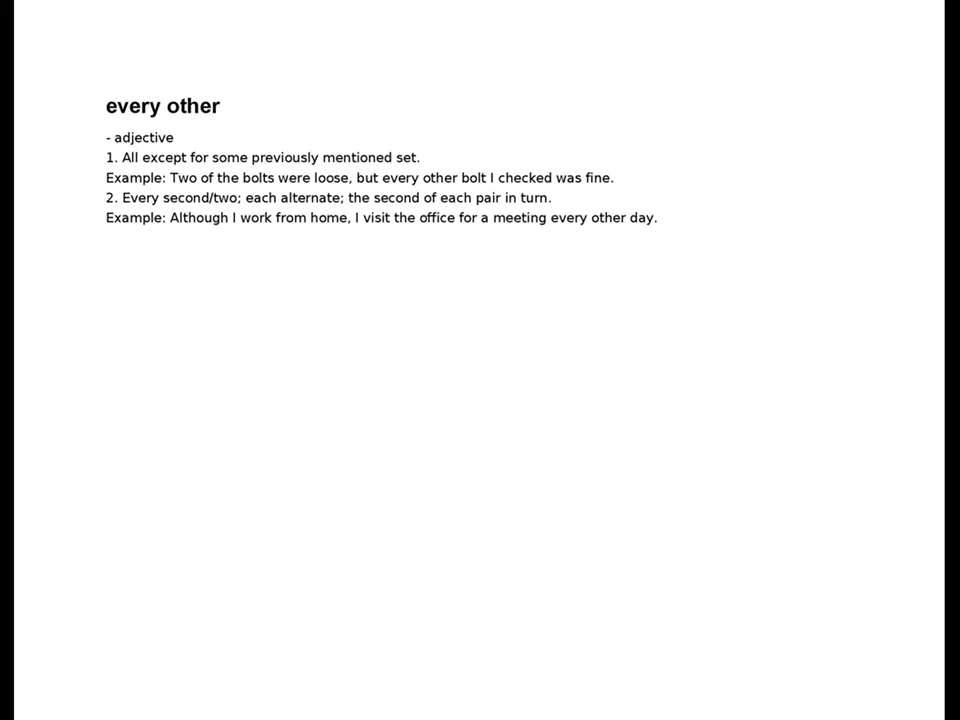 every other
- adjective
1. All except for some previously mentioned set.
Example: Two of the bolts were loose, but every other bolt I checked was fine.
2. Every second/two; each alternate; the second of each pair in turn.
Example: Although I work from home, I visit the office for a meeting every other day.